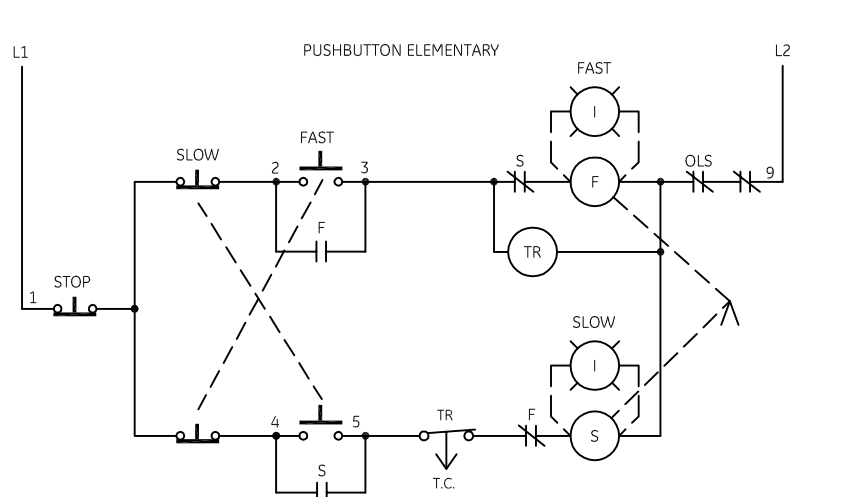 L1
PUSHBUTTON ELEMENTARY
L2
FAST
I
SLOW
2
FAST
3
S
F
OLS
9
F
TR
1
STOP
SLOW
I
4
5
TR
F
S
S
T.C.